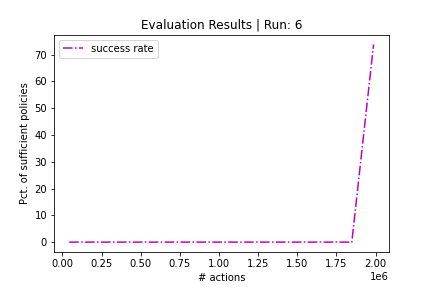 Evaluation Results | Run: 6
success rate
Pct. of sufficient policies
70
60
50
40
30
20
10
0
0.00 0.25 0.50 0.75 1.00 1.25 1.50 1.75 2.00
1e6
# actions